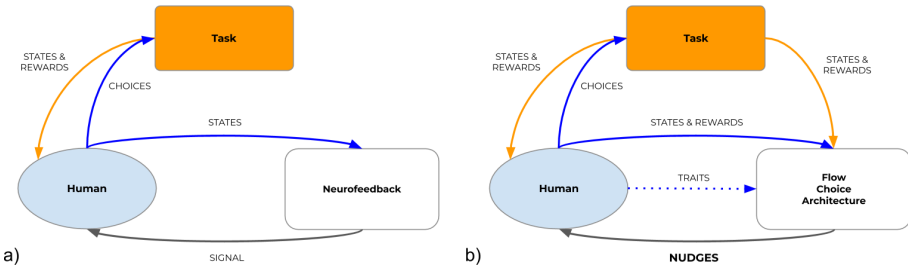 Task
STATES &
REWARDS
CHOICES
STATES
Human
Neurofeedback
SIGNAL
a)
Task
STATES &
REWARDS
CHOICES
STATES &
REWARDS
STATES & REWARDS
Human
TRAITS
Flow
Choice
Architecture
NUDGES
b)